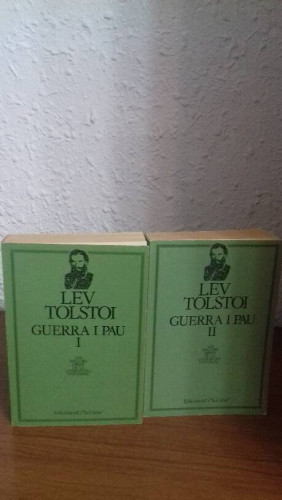 LEV
TOLSTOI
GUERRA I PAU
I
LEV
TOLSTOI
GUERRA I PAU
II